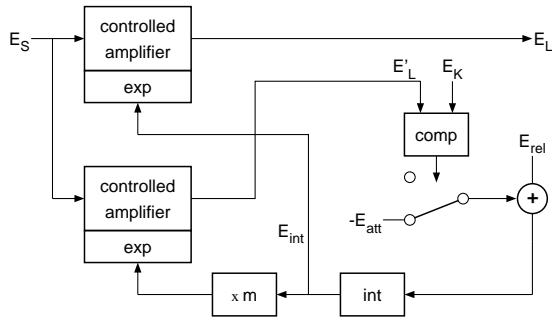 controlled
amplifier
exp
E_S
E_L
E'_L
E_K
comp
E_rel
controlled
amplifier
exp
-E_att
+
E_int
x m
int